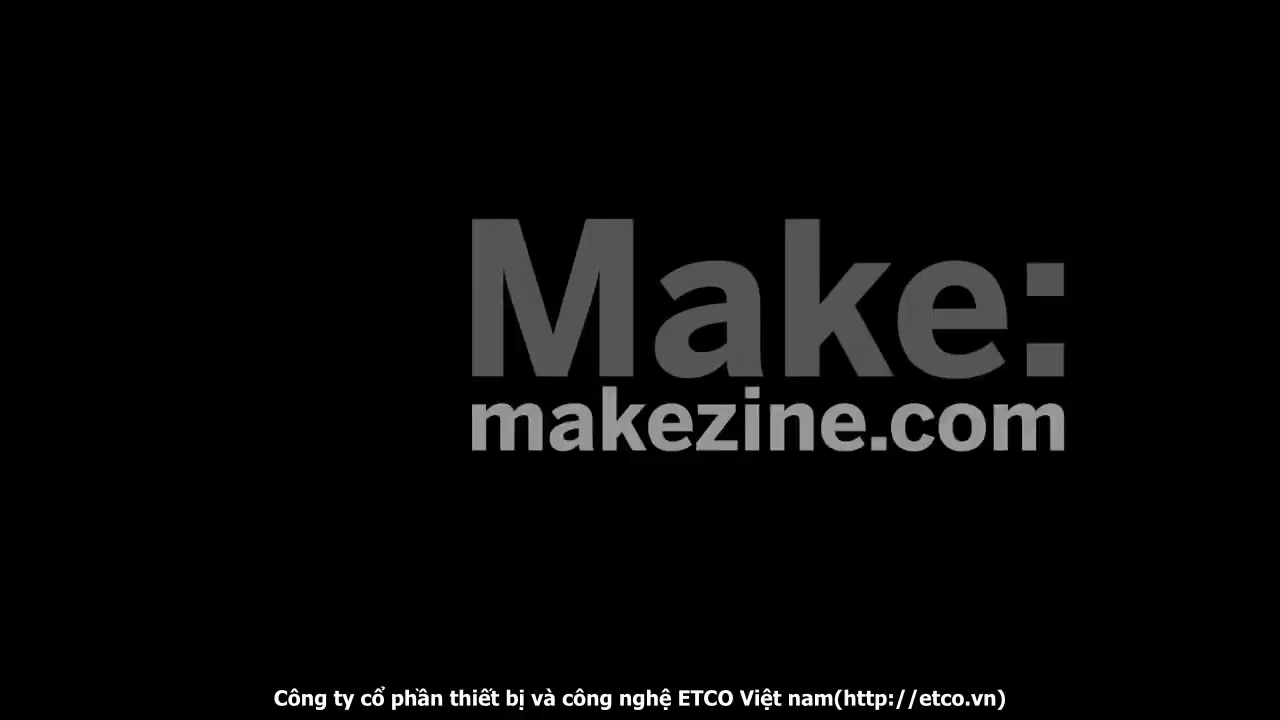 Make:
makezine.com
Công ty cổ phần thiết bị và công nghệ ETCO Việt nam(http://etco.vn)